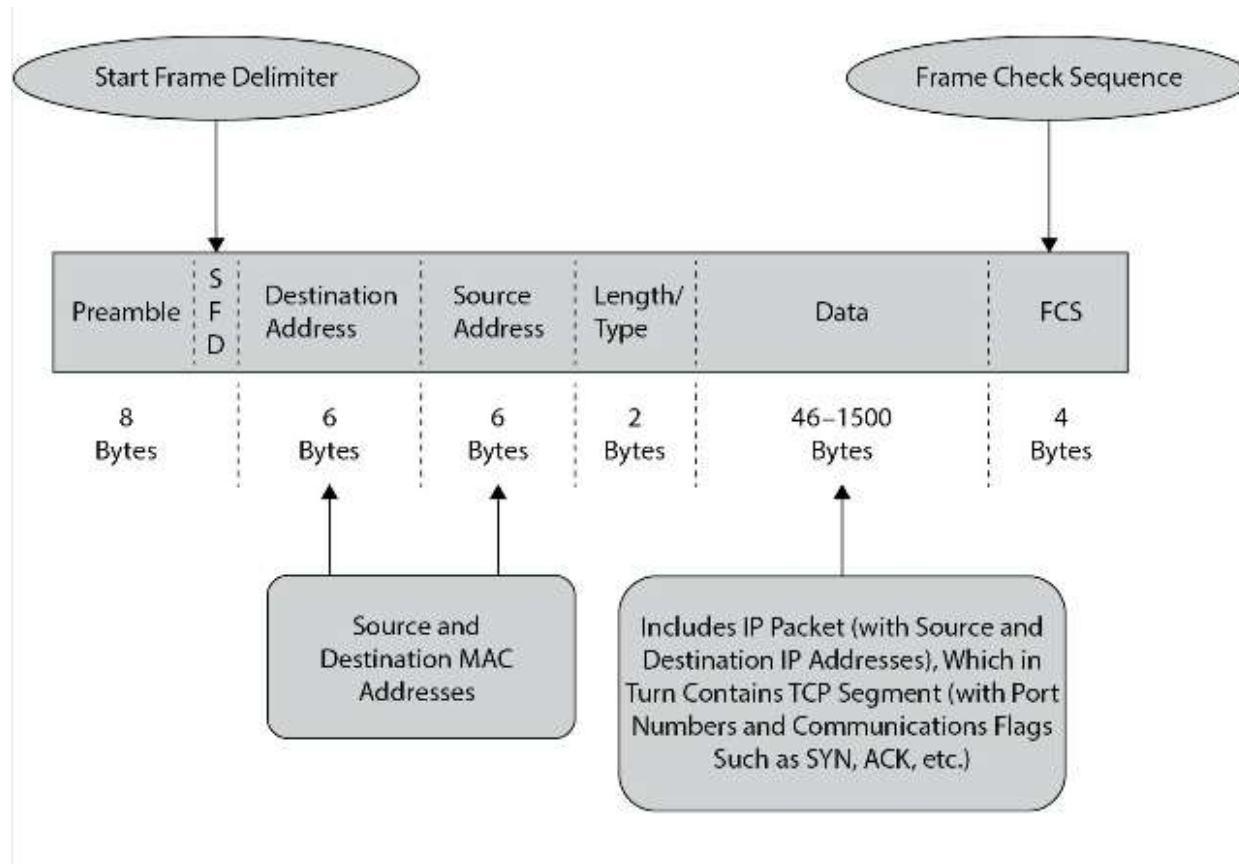 Start Frame Delimiter
Frame Check Sequence
Preamble
S
F
D
Destination
Address
Source
Address
Length/
Type
Data
FCS
8
Bytes
6
Bytes
6
Bytes
2
Bytes
46–1500
Bytes
4
Bytes
Source and
Destination MAC
Addresses
Includes IP Packet (with Source and
Destination IP Addresses), Which in
Turn Contains TCP Segment (with Port
Numbers and Communications Flags
Such as SYN, ACK, etc.)